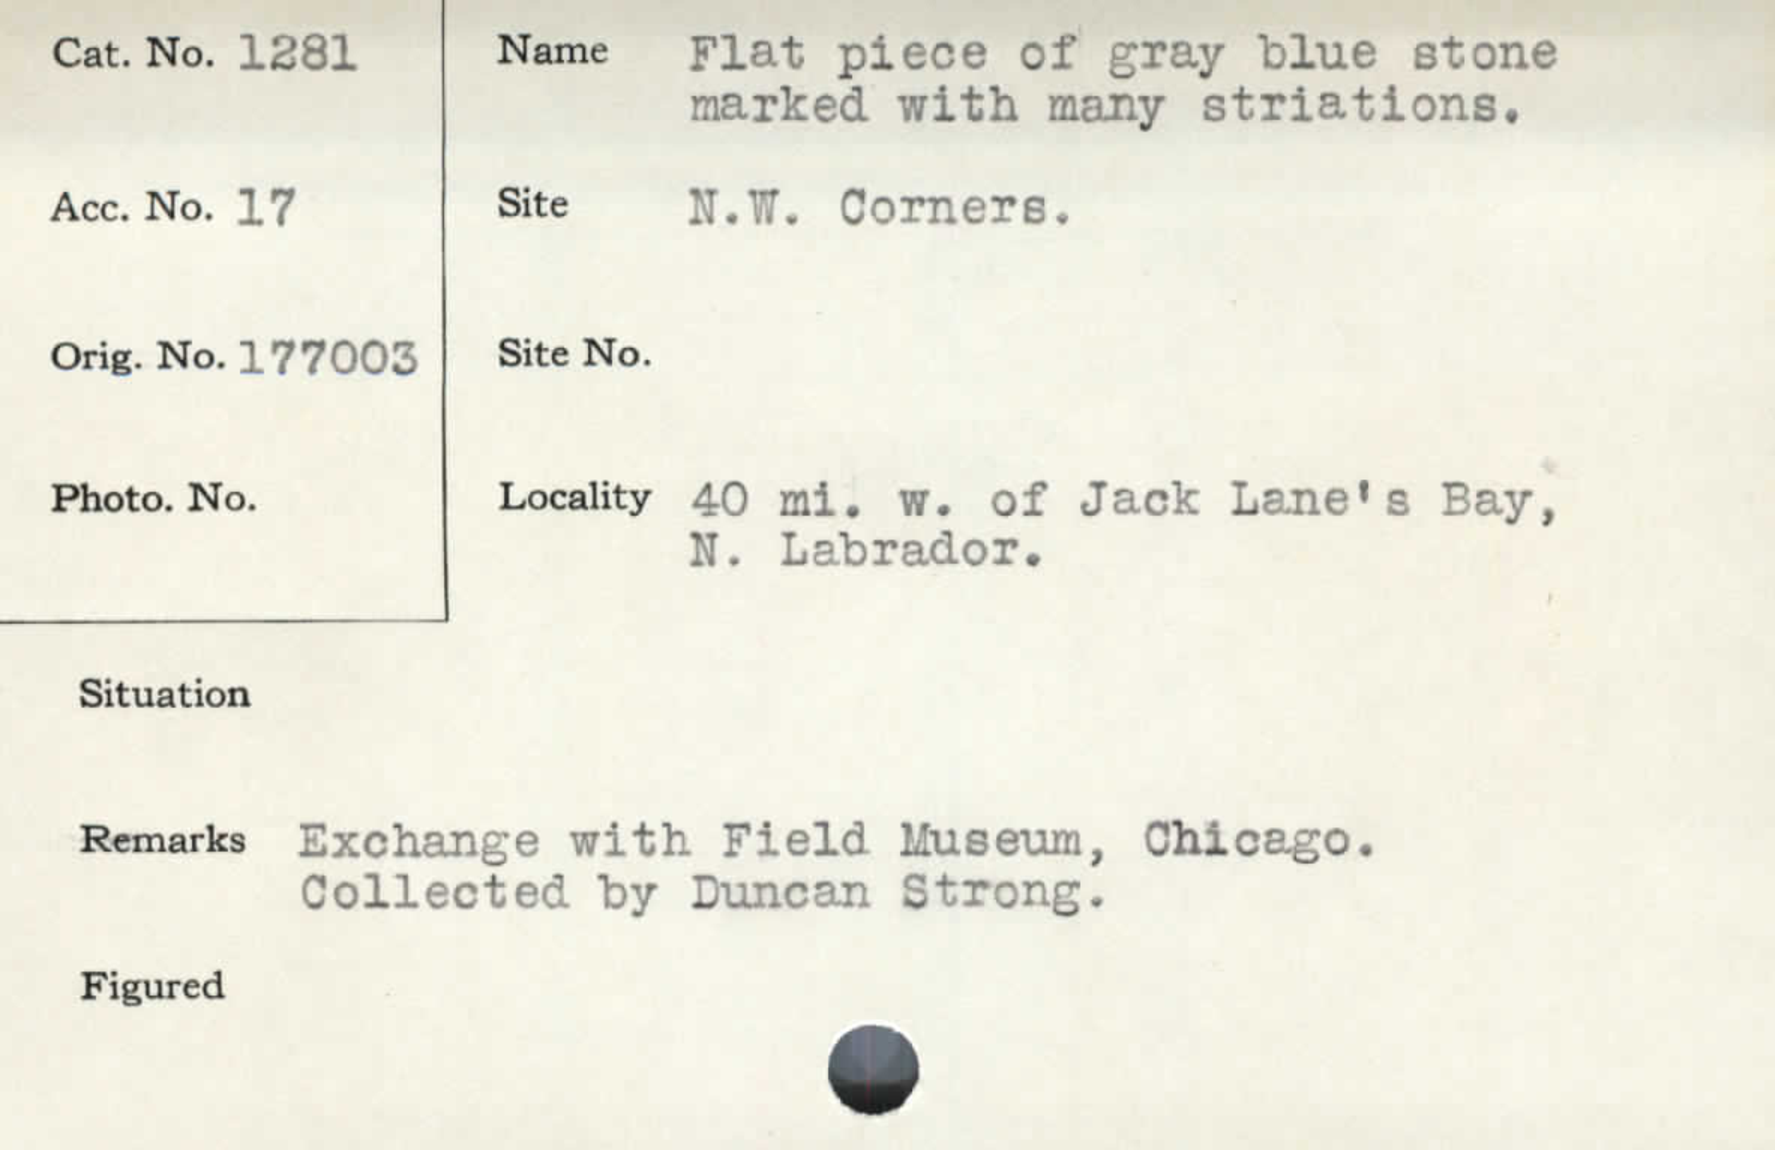 Cat. No. 1281
Name Flat piece of gray blue stone
marked with many striations.
Acc. No. 17
Site N.W. Corners.
Orig. No. 177003
Site No.
Photo. No.
Locality 40 mi. w. of Jack Lane's Bay,
N. Labrador.
Situation
Remarks Exchange with Field Museum, Chicago.
Collected by Duncan Strong.
Figured